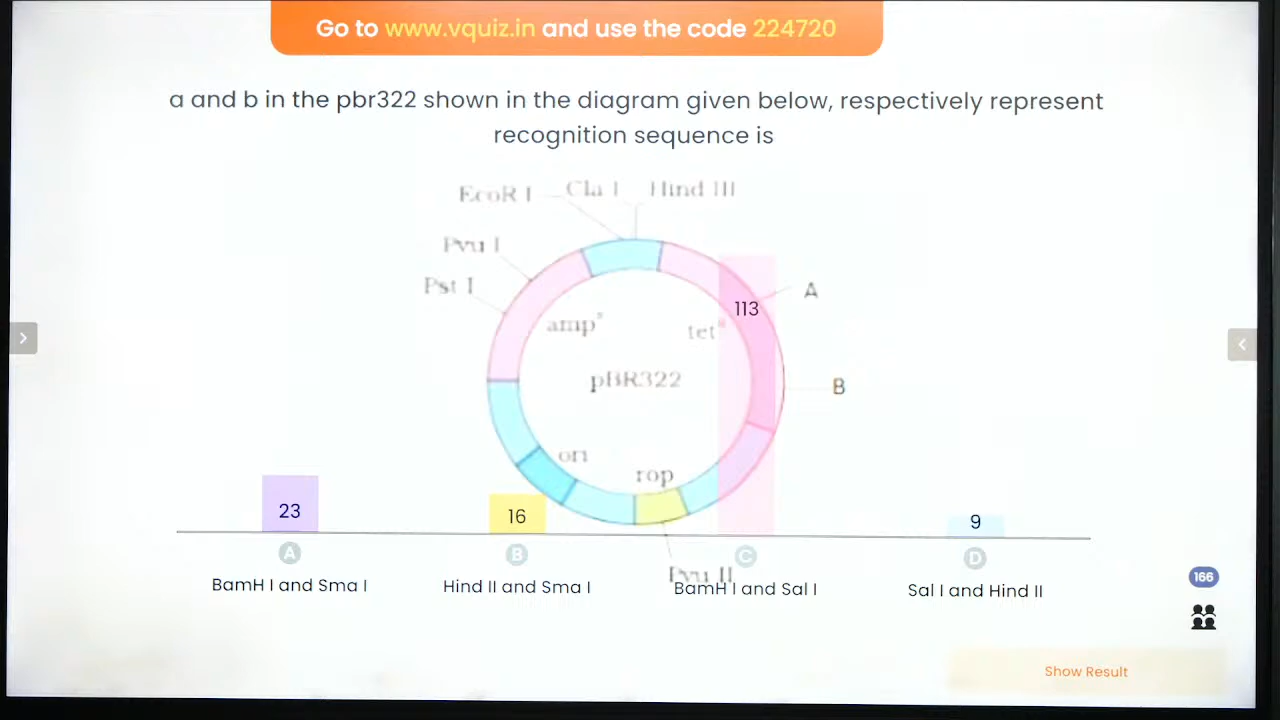 Go to www.vquiz.in and use the code 224720
a and b in the pbr322 shown in the diagram given below, respectively represent
recognition sequence is
EcoR I
Cla I
Hind III
Pvu I
Pst I
A
113
ampᴿ
tetᴿ
pBR322
B
ori
rop
23
16
9
A
B
C
D
Pvu II
BamH I and Sma I
Hind II and Sma I
BamH I and Sal I
Sal I and Hind II
166
Show Result